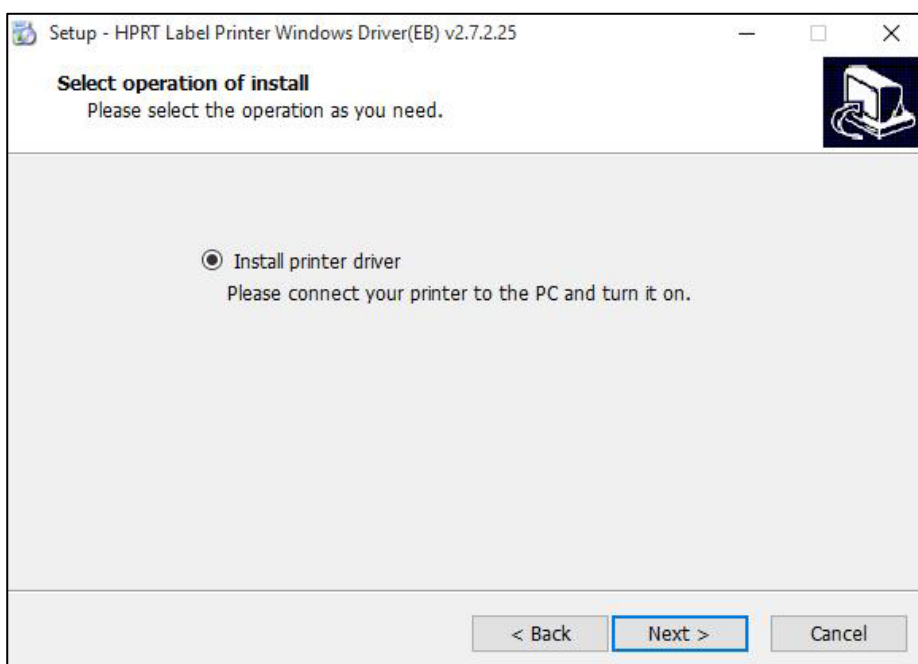 Setup - HPRT Label Printer Windows Driver(EB) v2.7.2.25
Select operation of install
Please select the operation as you need.
Install printer driver
Please connect your printer to the PC and turn it on.
< Back
Next >
Cancel